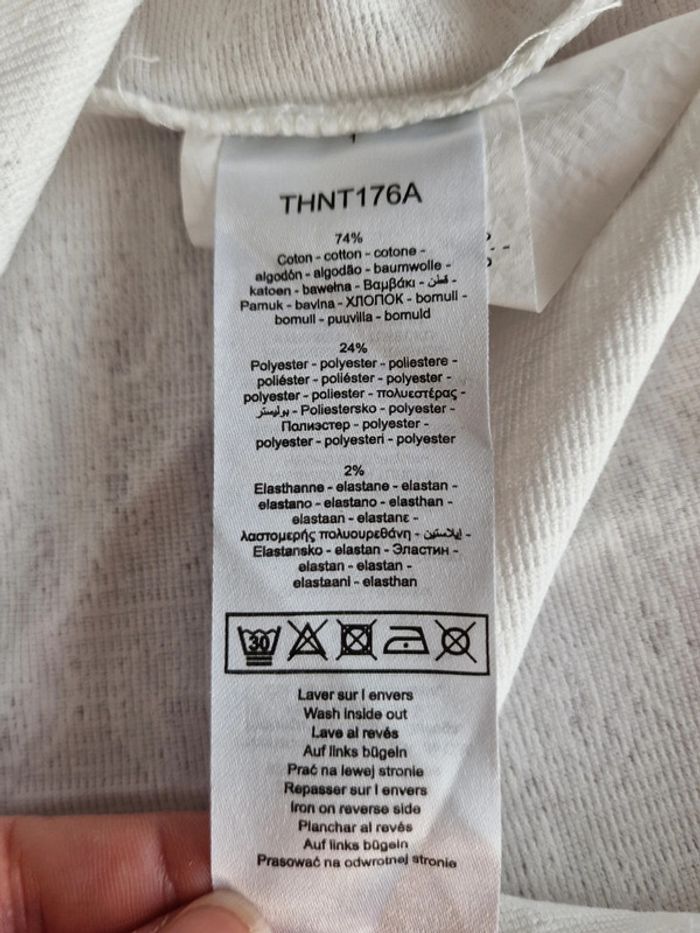 THNT176A
74%
Coton - cotton - cotone -
algodón - algodão - baumwolle -
katoen - bawełna - Βαμβάκι - قطن -
Pamuk - bavlna - ХЛОПОК - bomull -
bomull - puuvilla - bomuld
24%
Polyester - polyester - poliestere -
poliéster - poliéster - polyester -
polyester - poliester - πολυεστέρας -
بوليستر - Poliestersko - polyester -
Полиэстер - polyester -
polyester - polyesteri - polyester
2%
Elasthanne - elastane - elastan -
elastano - elastano - elasthan -
elastaan - elastane -
λαστομερής πολυουρεθάνη - إيلاستين -
Elastansko - elastan - Эластин -
elastan - elastan -
elastaani - elasthan
30
Laver sur l envers
Wash inside out
Lave al revés
Auf links bügeln
Prać na lewej stronie
Repasser sur l envers
Iron on reverse side
Planchar al revés
Auf links bügeln
Prasować na odwrotnej stronie